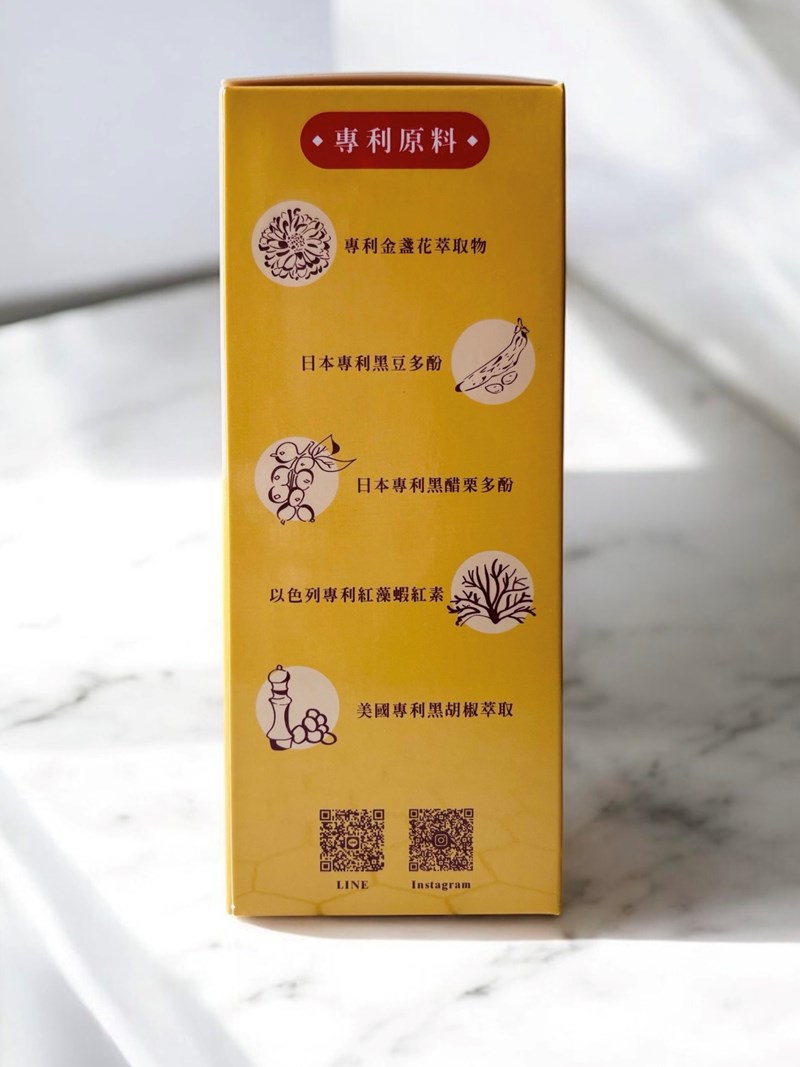 專利原料
專利金盞花萃取物
日本專利黑豆多酚
日本專利黑醋栗多酚
以色列專利紅藻蝦紅素
美國專利黑胡椒萃取
LINE
Instagram